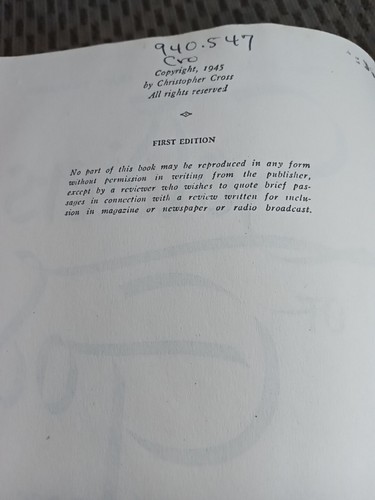 940.547
Cro
Copyright, 1945
by Christopher Cross
All rights reserved
FIRST EDITION
No part of this book may be reproduced in any form
without permission in writing from the publisher,
except by a reviewer who wishes to quote brief pas-
sages in connection with a review written for inclu-
sion in magazine or newspaper or radio broadcast.